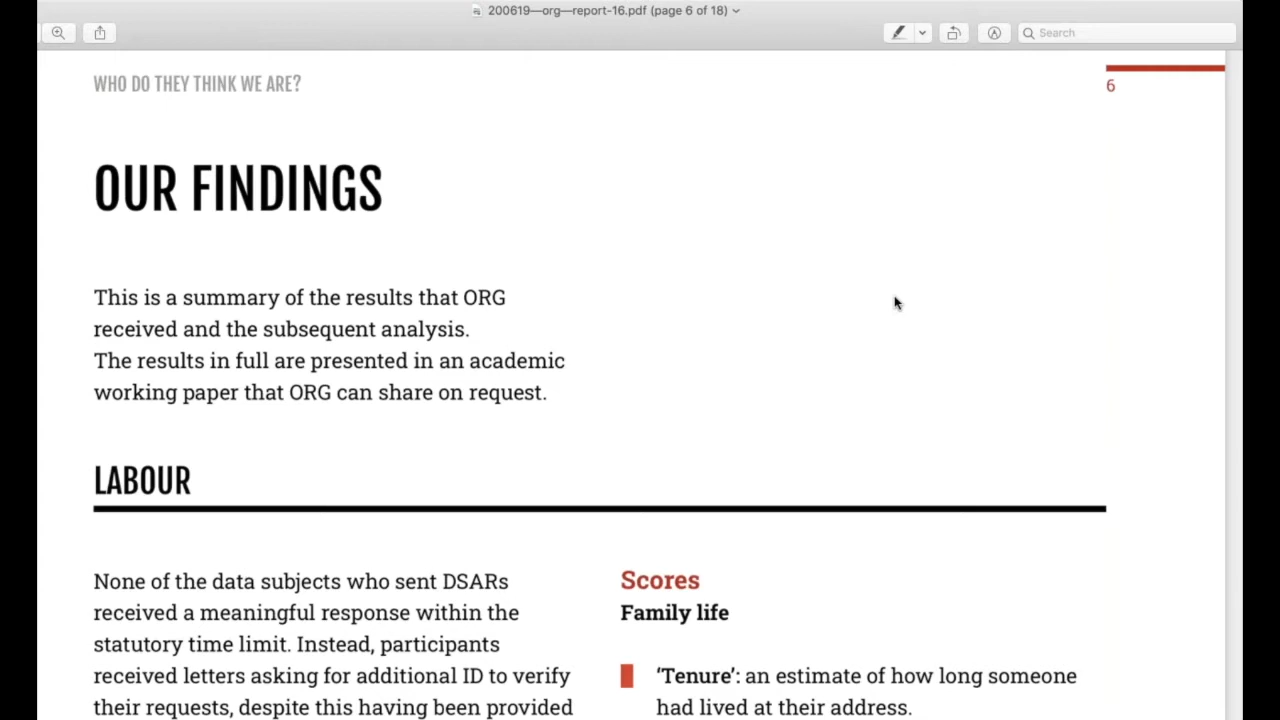 200619—org—report-16.pdf (page 6 of 18)
Search
WHO DO THEY THINK WE ARE?
6
OUR FINDINGS
This is a summary of the results that ORG
received and the subsequent analysis.
The results in full are presented in an academic
working paper that ORG can share on request.
LABOUR
None of the data subjects who sent DSARs
received a meaningful response within the
statutory time limit. Instead, participants
received letters asking for additional ID to verify
their requests, despite this having been provided
Scores
Family life
‘Tenure’: an estimate of how long someone
had lived at their address.